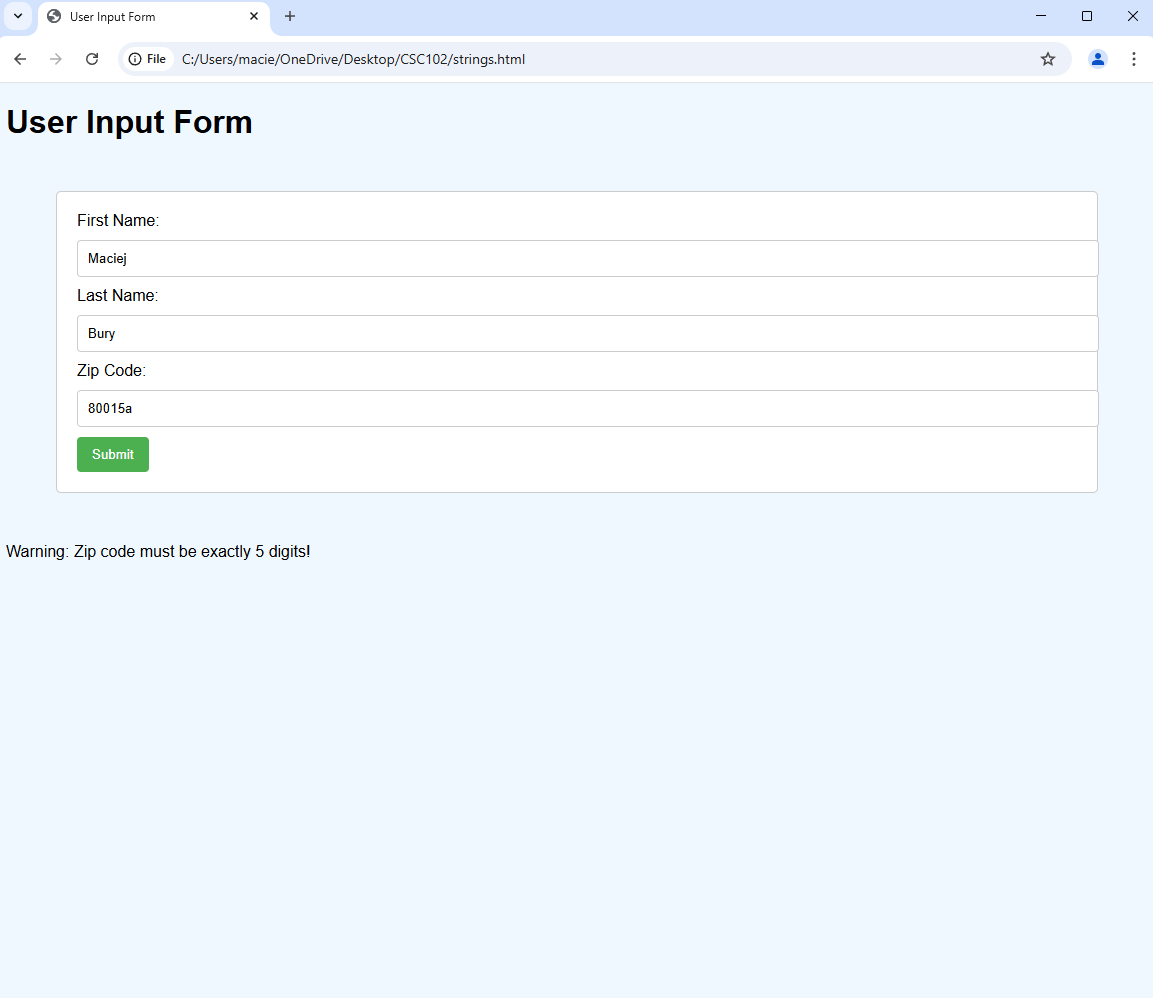 User Input Form
File C:/Users/macie/OneDrive/Desktop/CSC102/strings.html
User Input Form
First Name:
Maciej
Last Name:
Bury
Zip Code:
80015a
Submit
Warning: Zip code must be exactly 5 digits!